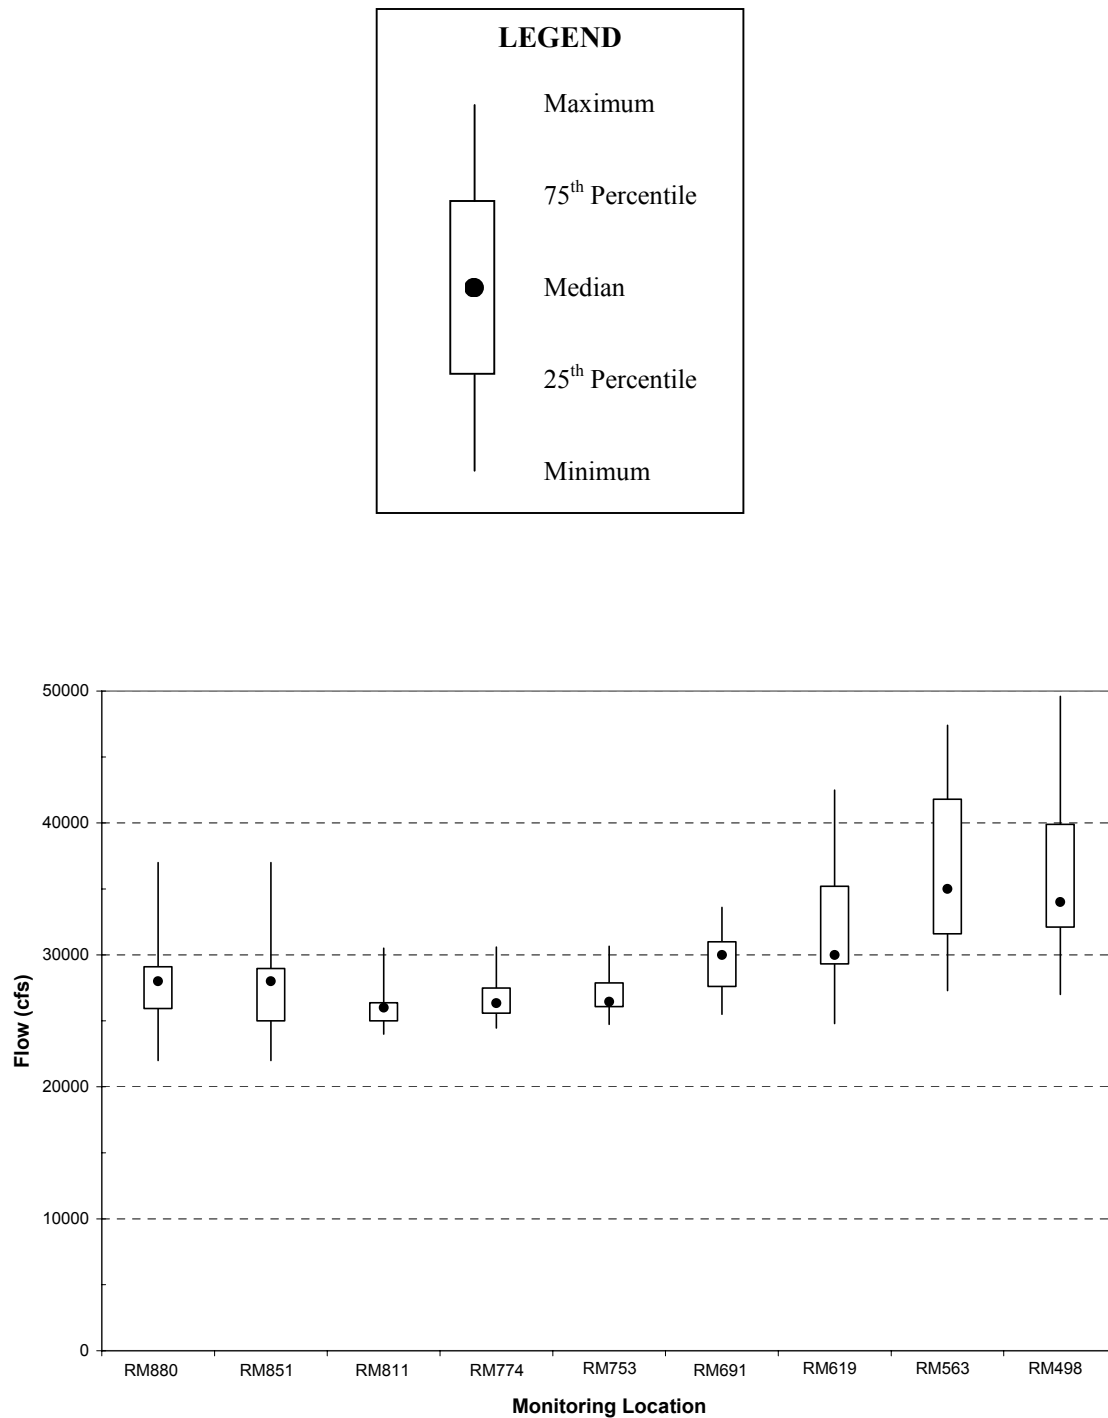 LEGEND
Maximum
75th Percentile
Median
25th Percentile
Minimum
50000
40000
30000
20000
10000
0
Flow (cfs)
RM880 RM851 RM811 RM774 RM753 RM691 RM619 RM563 RM498
Monitoring Location